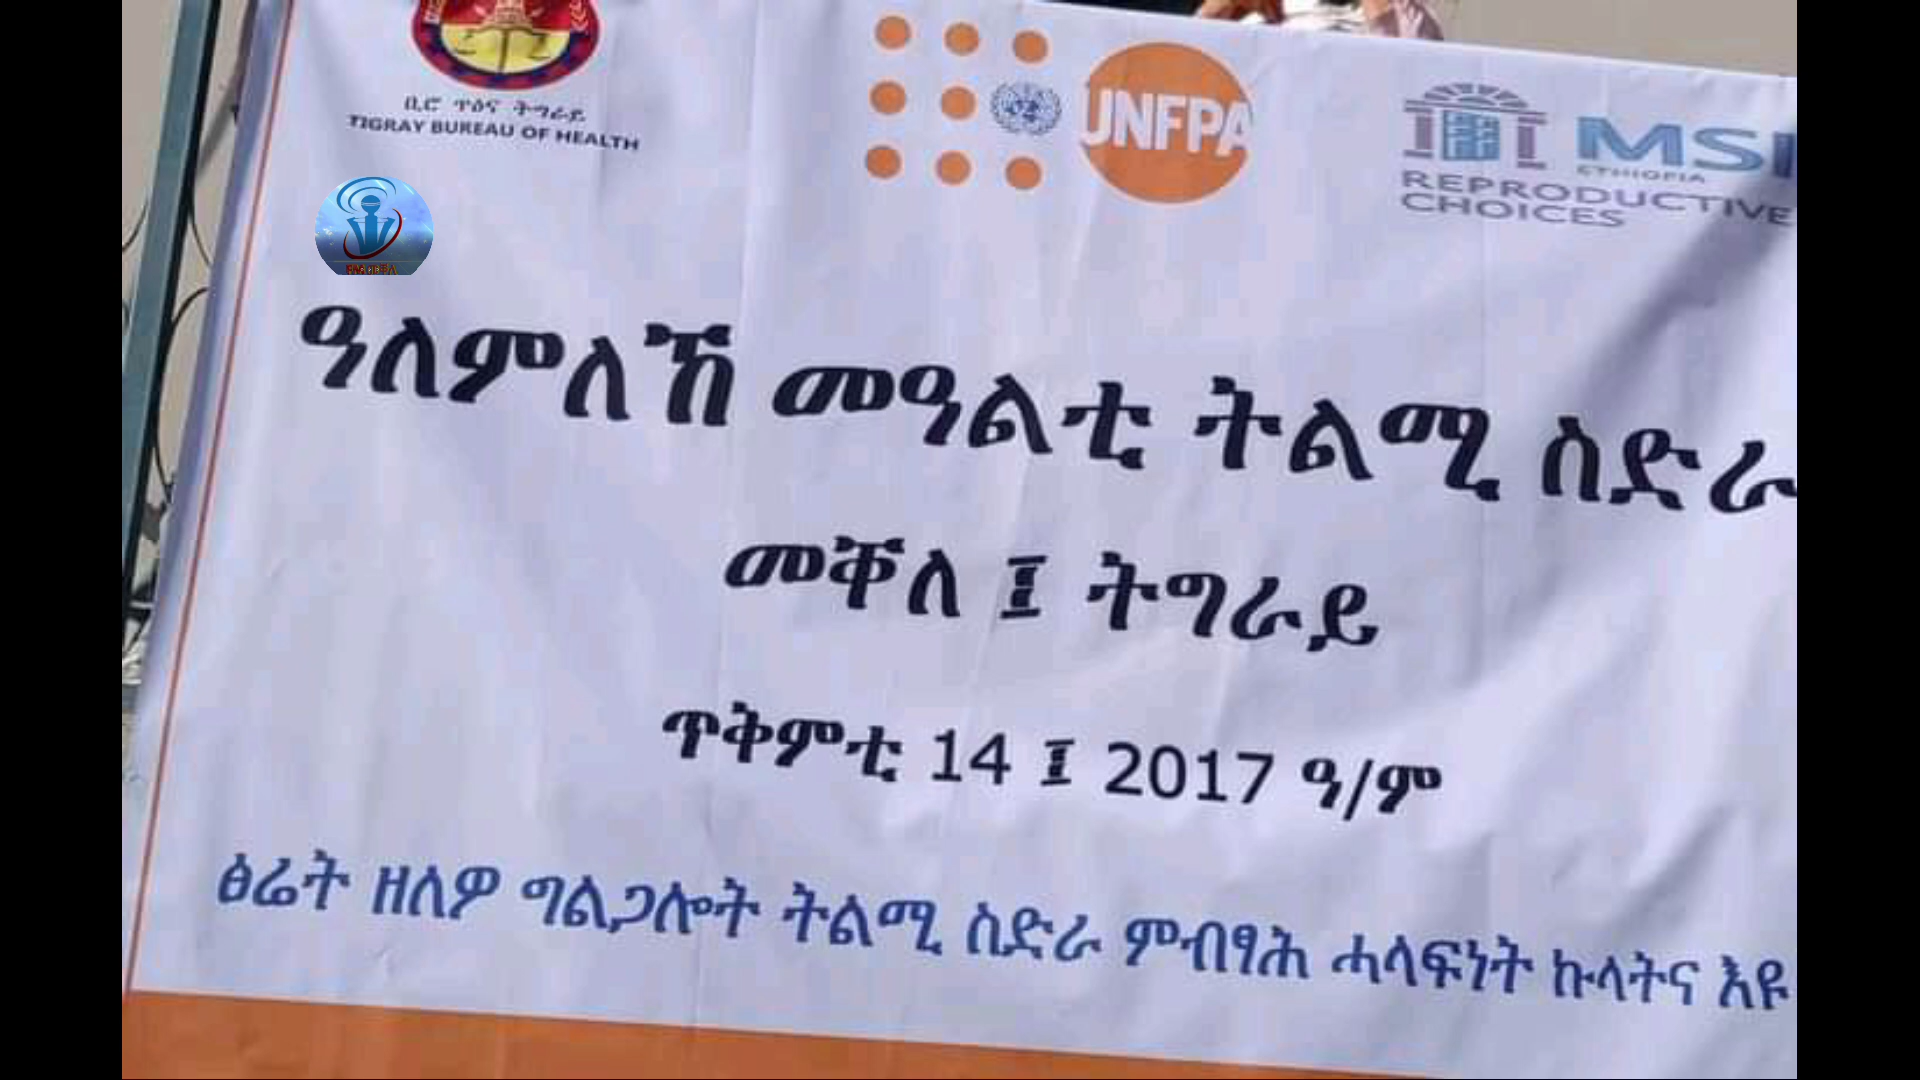 ቢሮ ጥዕና ትግራይ
TIGRAY BUREAU OF HEALTH
UNFPA
MSI
ETHIOPIA
REPRODUCTIVE
CHOICES
ዓለምለኸ መዓልቲ ትልሚ ስድራ
መቐለ ፤ ትግራይ
ጥቅምቲ 14 ፤ 2017 ዓ/ም
ፅሬት ዘለዎ ግልጋሎት ትልሚ ስድራ ምብፃሕ ሓላፍነት ኩላትና እዩ